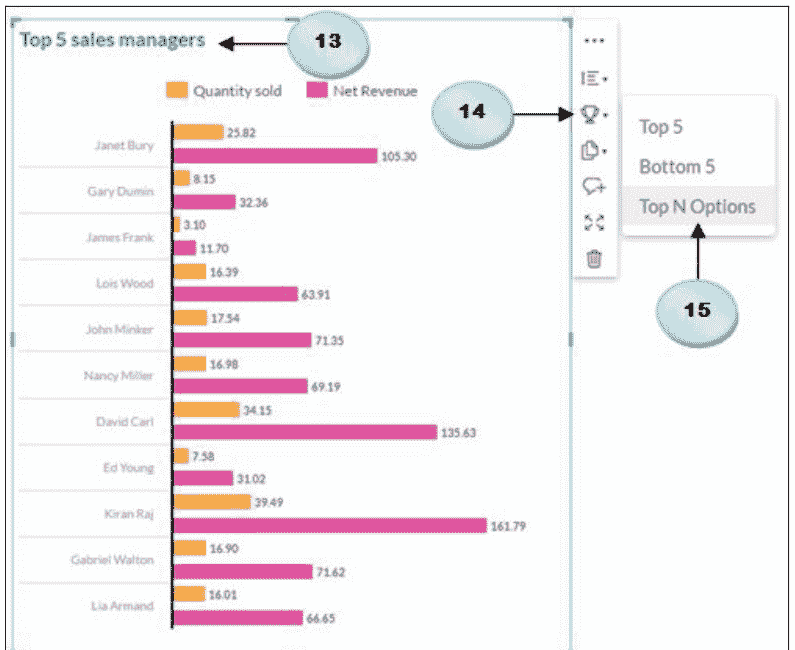 Top 5 sales managers
13
Quantity sold Net Revenue
14
Top 5
Bottom 5
Top N Options
15
Janet Bury 25.82
105.30
Gary Dumin 8.15
32.36
James Frank 3.10
11.70
Lois Wood 16.39
63.91
John Minker 17.54
71.35
Nancy Miller 16.98
69.19
David Carl 34.15
135.63
Ed Young 7.58
31.02
Kiran Raj 39.49
161.79
Gabriel Walton 16.90
71.62
Lia Armand 16.01
66.65